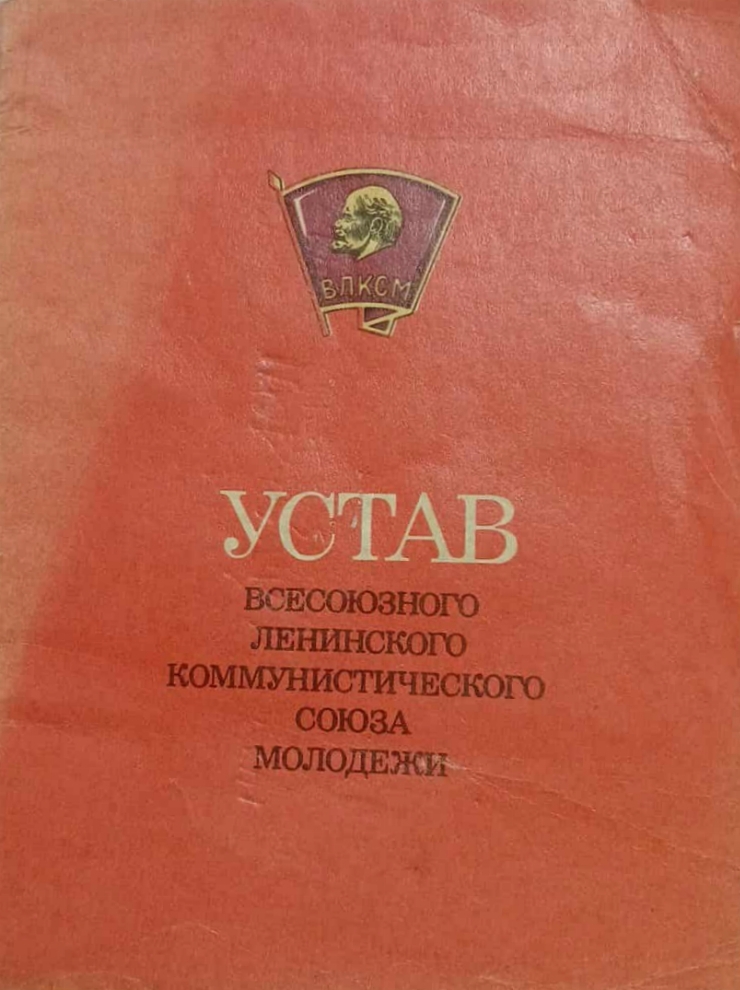 ВЛКСМ
УСТАВ
ВСЕСОЮЗНОГО
ЛЕНИНСКОГО
КОММУНИСТИЧЕСКОГО
СОЮЗА
МОЛОДЕЖИ